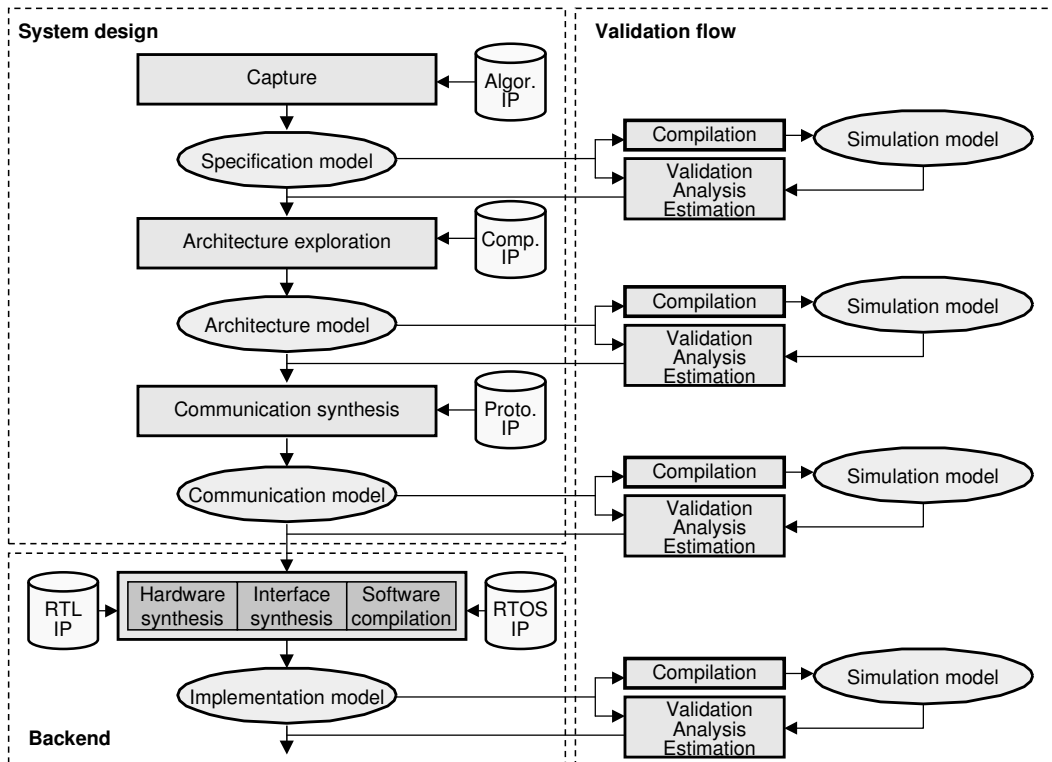 System design
Validation flow
Capture
Algor.
IP
Specification model
Compilation
Simulation model
Validation
Analysis
Estimation
Architecture exploration
Comp.
IP
Architecture model
Compilation
Simulation model
Validation
Analysis
Estimation
Communication synthesis
Proto.
IP
Communication model
Compilation
Simulation model
Validation
Analysis
Estimation
RTL
IP
Hardware
synthesis
Interface
synthesis
Software
compilation
RTOS
IP
Implementation model
Compilation
Simulation model
Validation
Analysis
Estimation
Backend